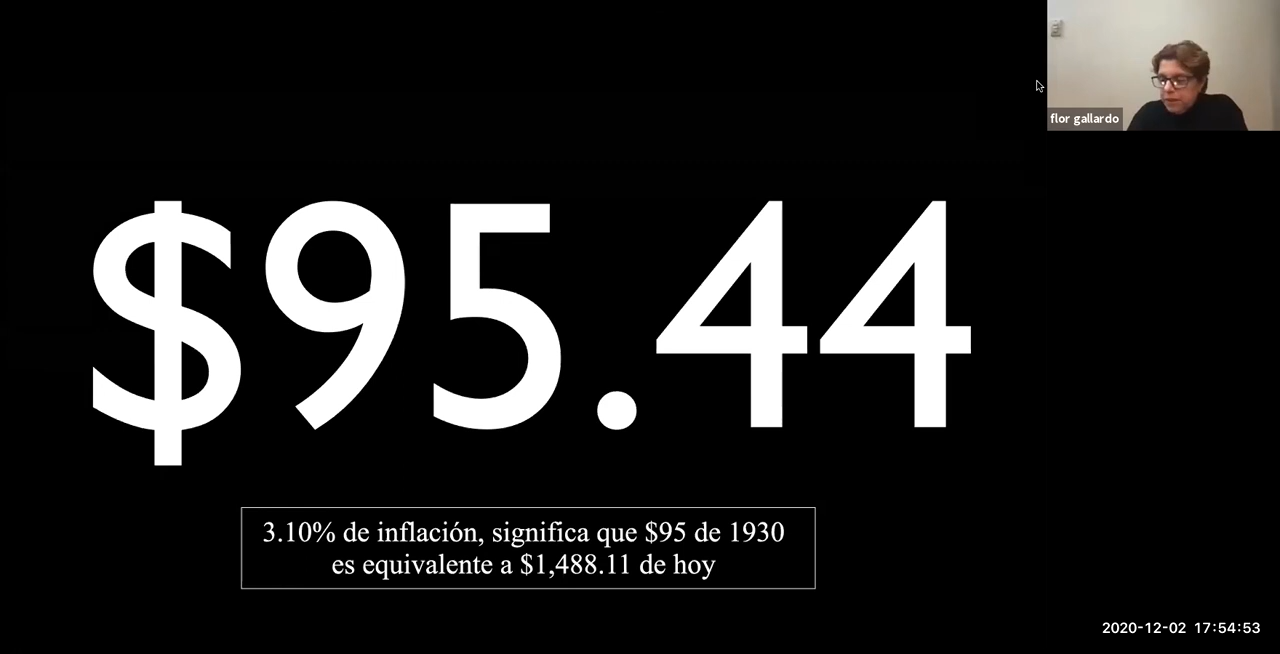 flor gallardo
$95.44
3.10% de inflación, significa que $95 de 1930
es equivalente a $1,488.11 de hoy
2020-12-02 17:54:53